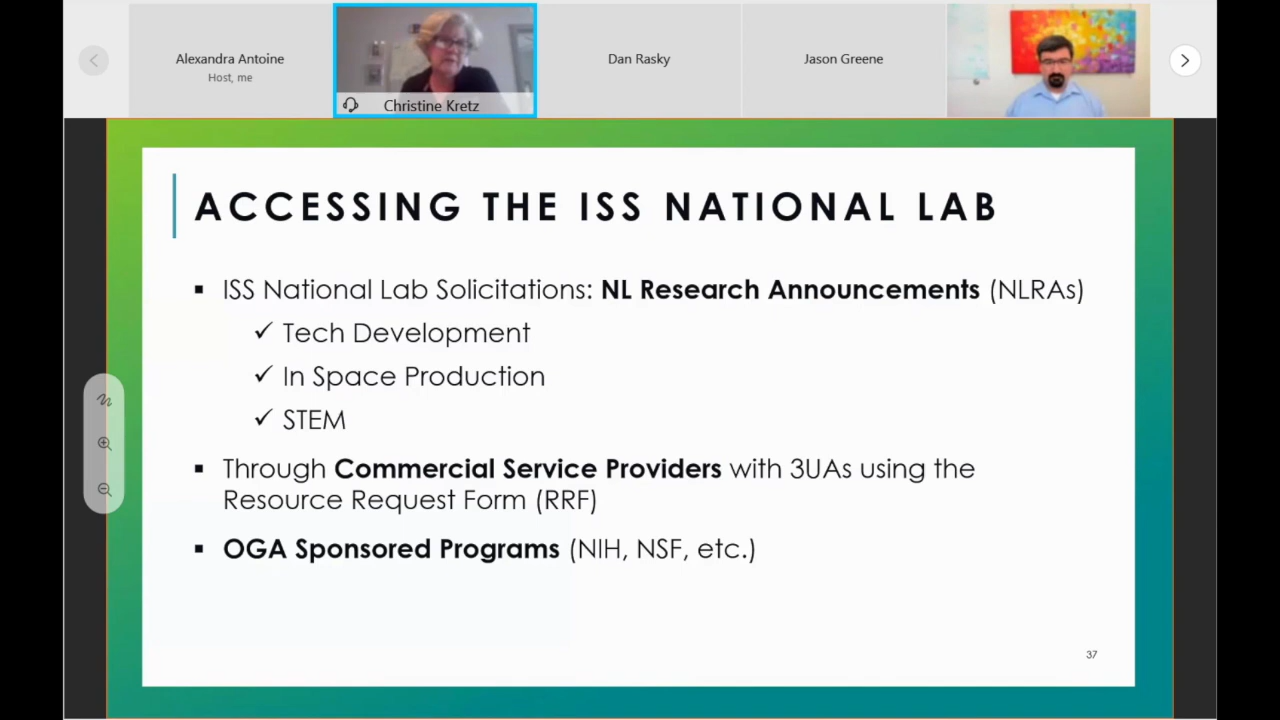 Alexandra Antoine
Host, me
Christine Kretz
Dan Rasky
Jason Greene
ACCESSING THE ISS NATIONAL LAB
▪ ISS National Lab Solicitations: NL Research Announcements (NLRAs)
✓ Tech Development
✓ In Space Production
✓ STEM
▪ Through Commercial Service Providers with 3UAs using the
Resource Request Form (RRF)
▪ OGA Sponsored Programs (NIH, NSF, etc.)
37